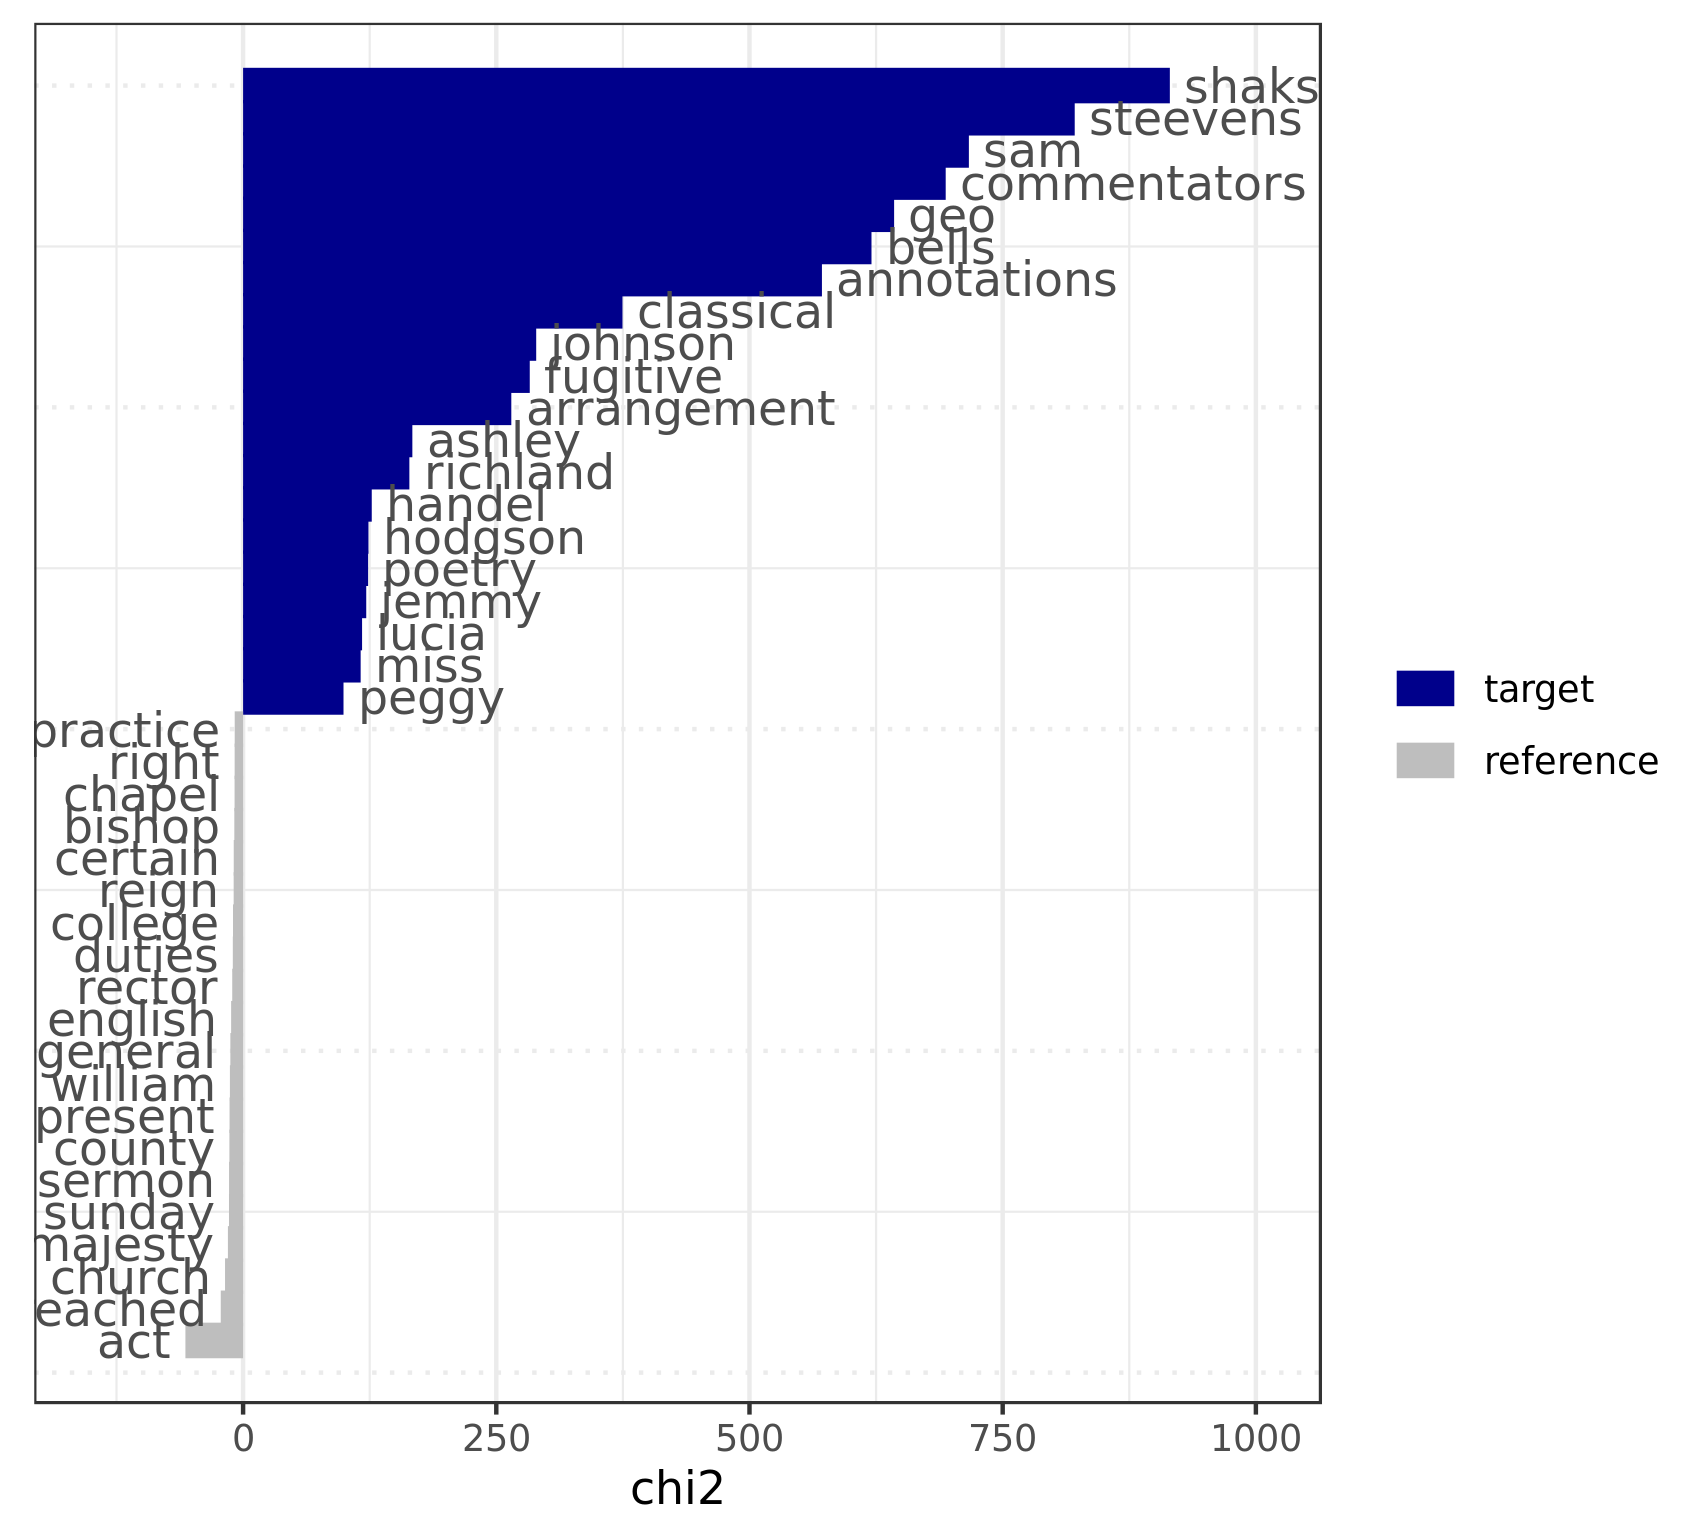 shaks
steevens
sam
commentators
geo
bells
annotations
classical
johnson
fugitive
arrangement
ashley
richland
handel
hodgson
poetry
jemmy
lucia
miss
peggy
practice
right
chapel
bishop
certain
reign
college
duties
rector
english
general
william
present
county
sermon
sunday
majesty
church
eached
act
target
reference
0 250 500 750 1000
chi2